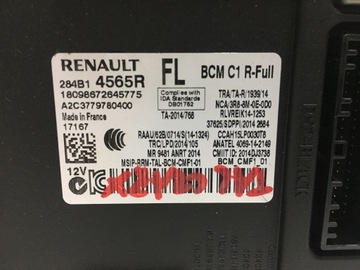 RENAULT FL BCM C1 R-Full
284B1 4565R
18098672645775
A2C3779780400
Made in France
17167
Complies with
IDA Standards
DB01752
TA-2014/768
TRA/TA-R/1939/14
NCA/3R8-8M-0E-0D0
RLVREIK14-1253
37625/SDPPI/2014 2684
RAAU/62B/0714/S(14-1324)
TRC/LPD/2014/105
MR 9481 ANRT 2014
MSIP-RRM-TAL-BCM-CMF1-01
CCAH15LP0030T8
ANATEL 4069-14-2149
CMIIT ID: 2014DJ3738
BCM_CMF1_01
12V